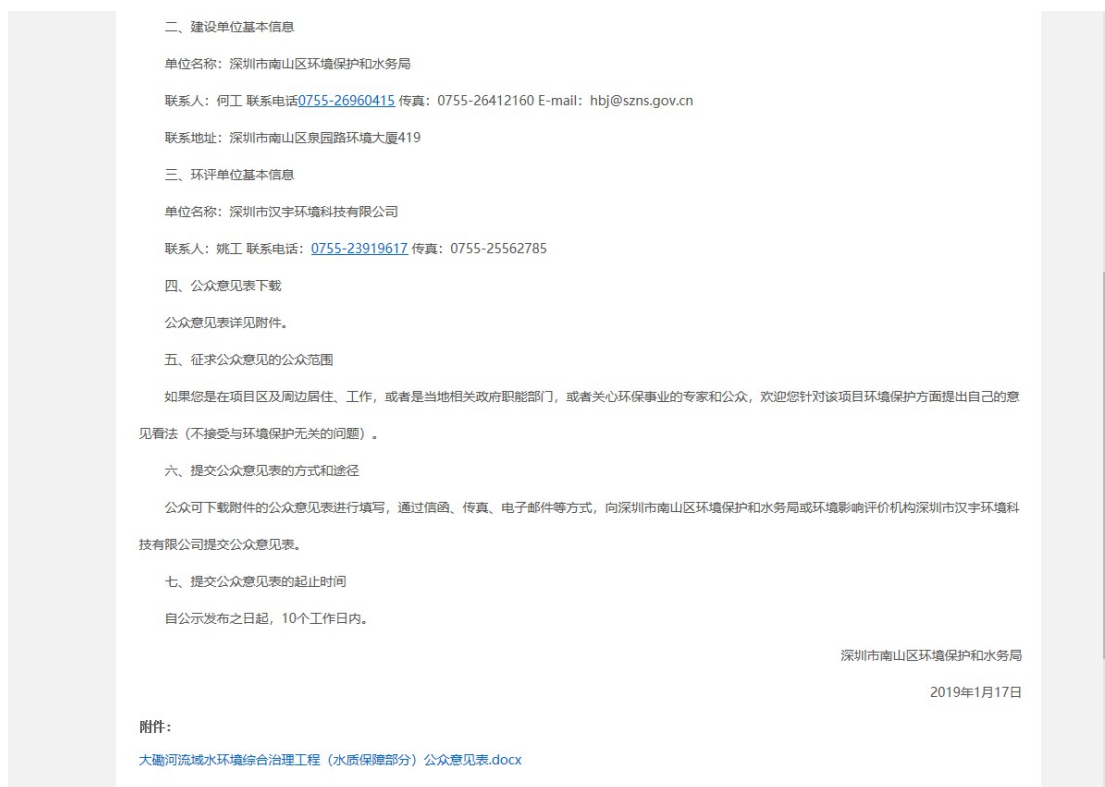 二、建设单位基本信息
单位名称：深圳市南山区环境保护和水务局
联系人：何工 联系电话0755-26960415 传真：0755-26412160 E-mail：hbj@szns.gov.cn
联系地址：深圳市南山区泉园路环境大厦419
三、环评单位基本信息
单位名称：深圳市汉宇环境科技有限公司
联系人：姚工 联系电话：0755-23919617 传真：0755-25562785
四、公众意见表下载
公众意见表详见附件。
五、征求公众意见的公众范围
如果您是在项目区及周边居住、工作，或者是当地相关政府职能部门，或者关心环保事业的专家和公众，欢迎您针对该项目环境保护方面提出自己的意
见看法（不接受与环境保护无关的问题）。
六、提交公众意见表的方式和途径
公众可下载附件的公众意见表进行填写，通过信函、传真、电子邮件等方式，向深圳市南山区环境保护和水务局或环境影响评价机构深圳市汉宇环境科
技有限公司提交公众意见表。
七、提交公众意见表的起止时间
自公示发布之日起，10个工作日内。
深圳市南山区环境保护和水务局
2019年1月17日
附件：
大磡河流域水环境综合治理工程（水质保障部分）公众意见表.docx